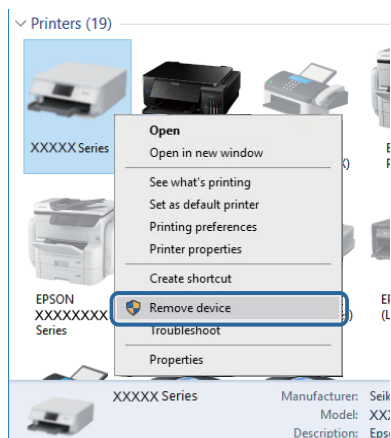 Printers (19)
XXXXX Series
Open
Open in new window
See what's printing
Set as default printer
Printing preferences
Printer properties
Create shortcut
Remove device
Troubleshoot
Properties
EPSON
XXXXXXXX
Series
XXXXX Series
Manufacturer:
Model:
Description: